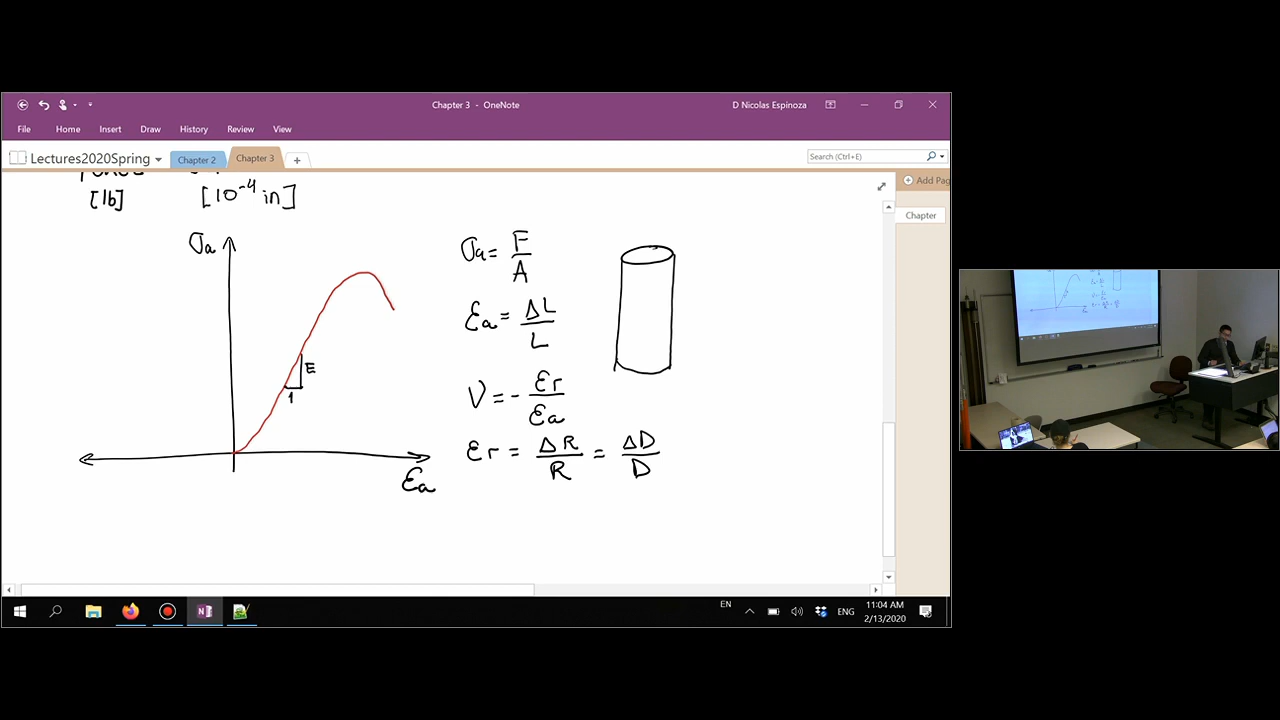 Chapter 3 - OneNote
D Nicolas Espinoza
File Home Insert Draw History Review View
Lectures2020Spring Chapter 2 Chapter 3 +
Search (Ctrl+E)
Add Pag
Chapter
[lb] [10⁻⁴ in]
σa
σa = F/A
εa = ΔL/L
E
1
ν = - εr/εa
εr = ΔR/R = ΔD/D
εa
EN
ENG
11:04 AM
2/13/2020